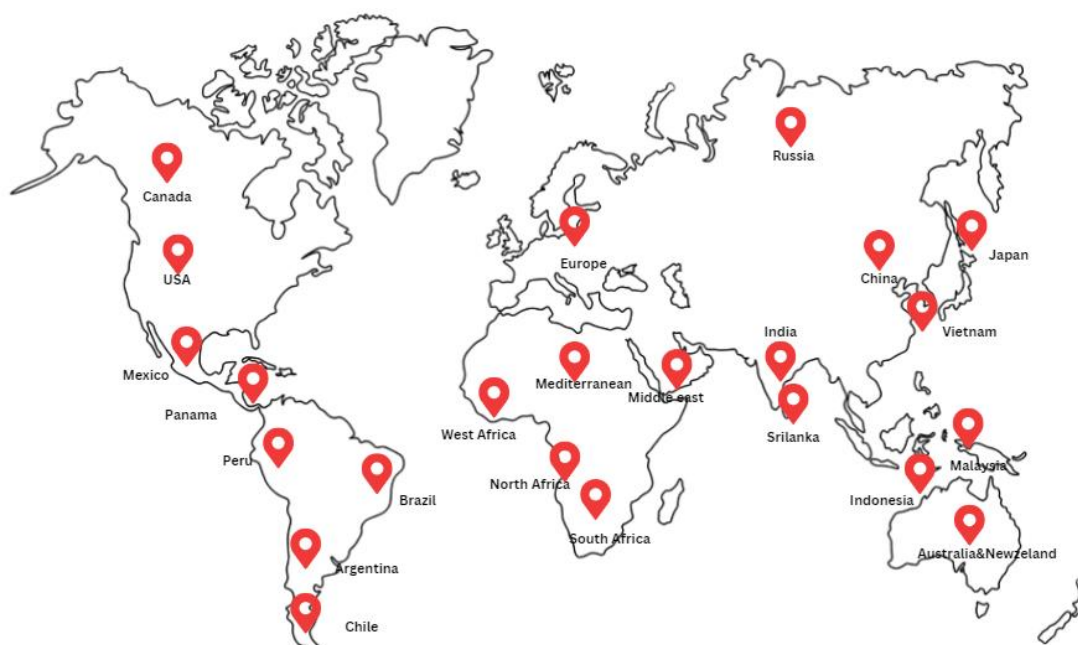 Russia
Canada
Japan
Europe
USA
China
India
Vietnam
Mexico
Mediterranean
Middle east
Panama
West Africa
Srilanka
Peru
Malaysia
North Africa
Brazil
Indonesia
South Africa
Australia&Newzeland
Argentina
Chile